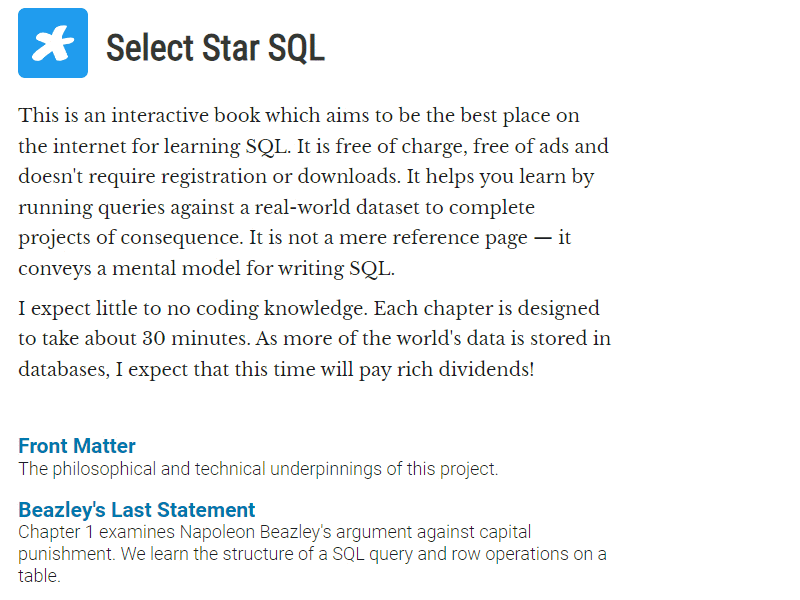 Select Star SQL
This is an interactive book which aims to be the best place on
the internet for learning SQL. It is free of charge, free of ads and
doesn't require registration or downloads. It helps you learn by
running queries against a real-world dataset to complete
projects of consequence. It is not a mere reference page — it
conveys a mental model for writing SQL.
I expect little to no coding knowledge. Each chapter is designed
to take about 30 minutes. As more of the world's data is stored in
databases, I expect that this time will pay rich dividends!
Front Matter
The philosophical and technical underpinnings of this project.
Beazley's Last Statement
Chapter 1 examines Napoleon Beazley's argument against capital
punishment. We learn the structure of a SQL query and row operations on a
table.